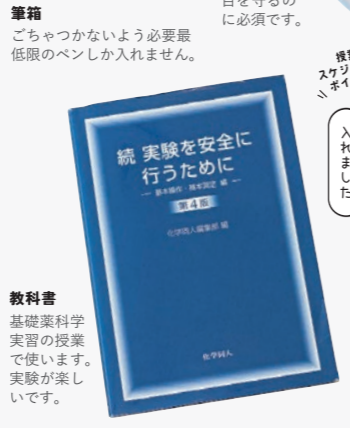 筆箱
ごちゃつかないよう必要最
低限のペンしか入れません。
目を守るの
に必須です。
続 実験を安全に
行うために
基本操作・基本測定 編
第4版
化学同人編集部 編
化学同人
教科書
基礎薬科学
実習の授業
で使います。
実験が楽し
いです。